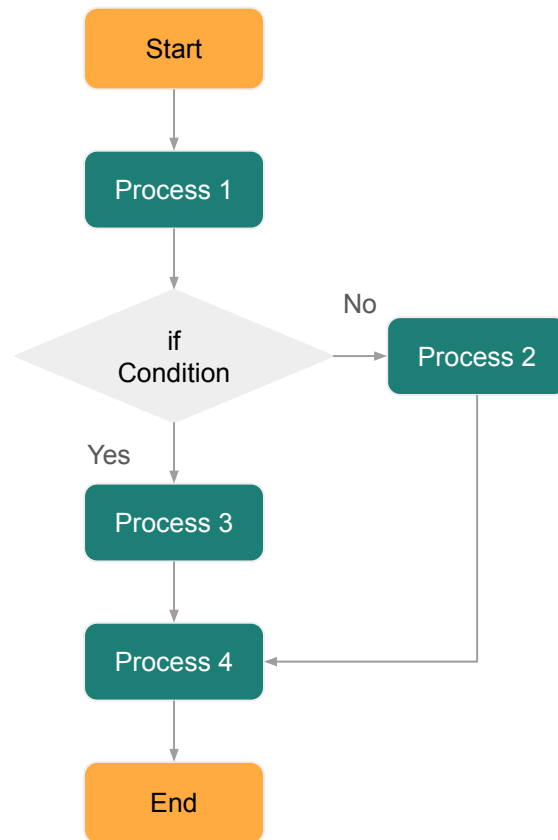 Start
Process 1
if
Condition
No
Process 2
Yes
Process 3
Process 4
End